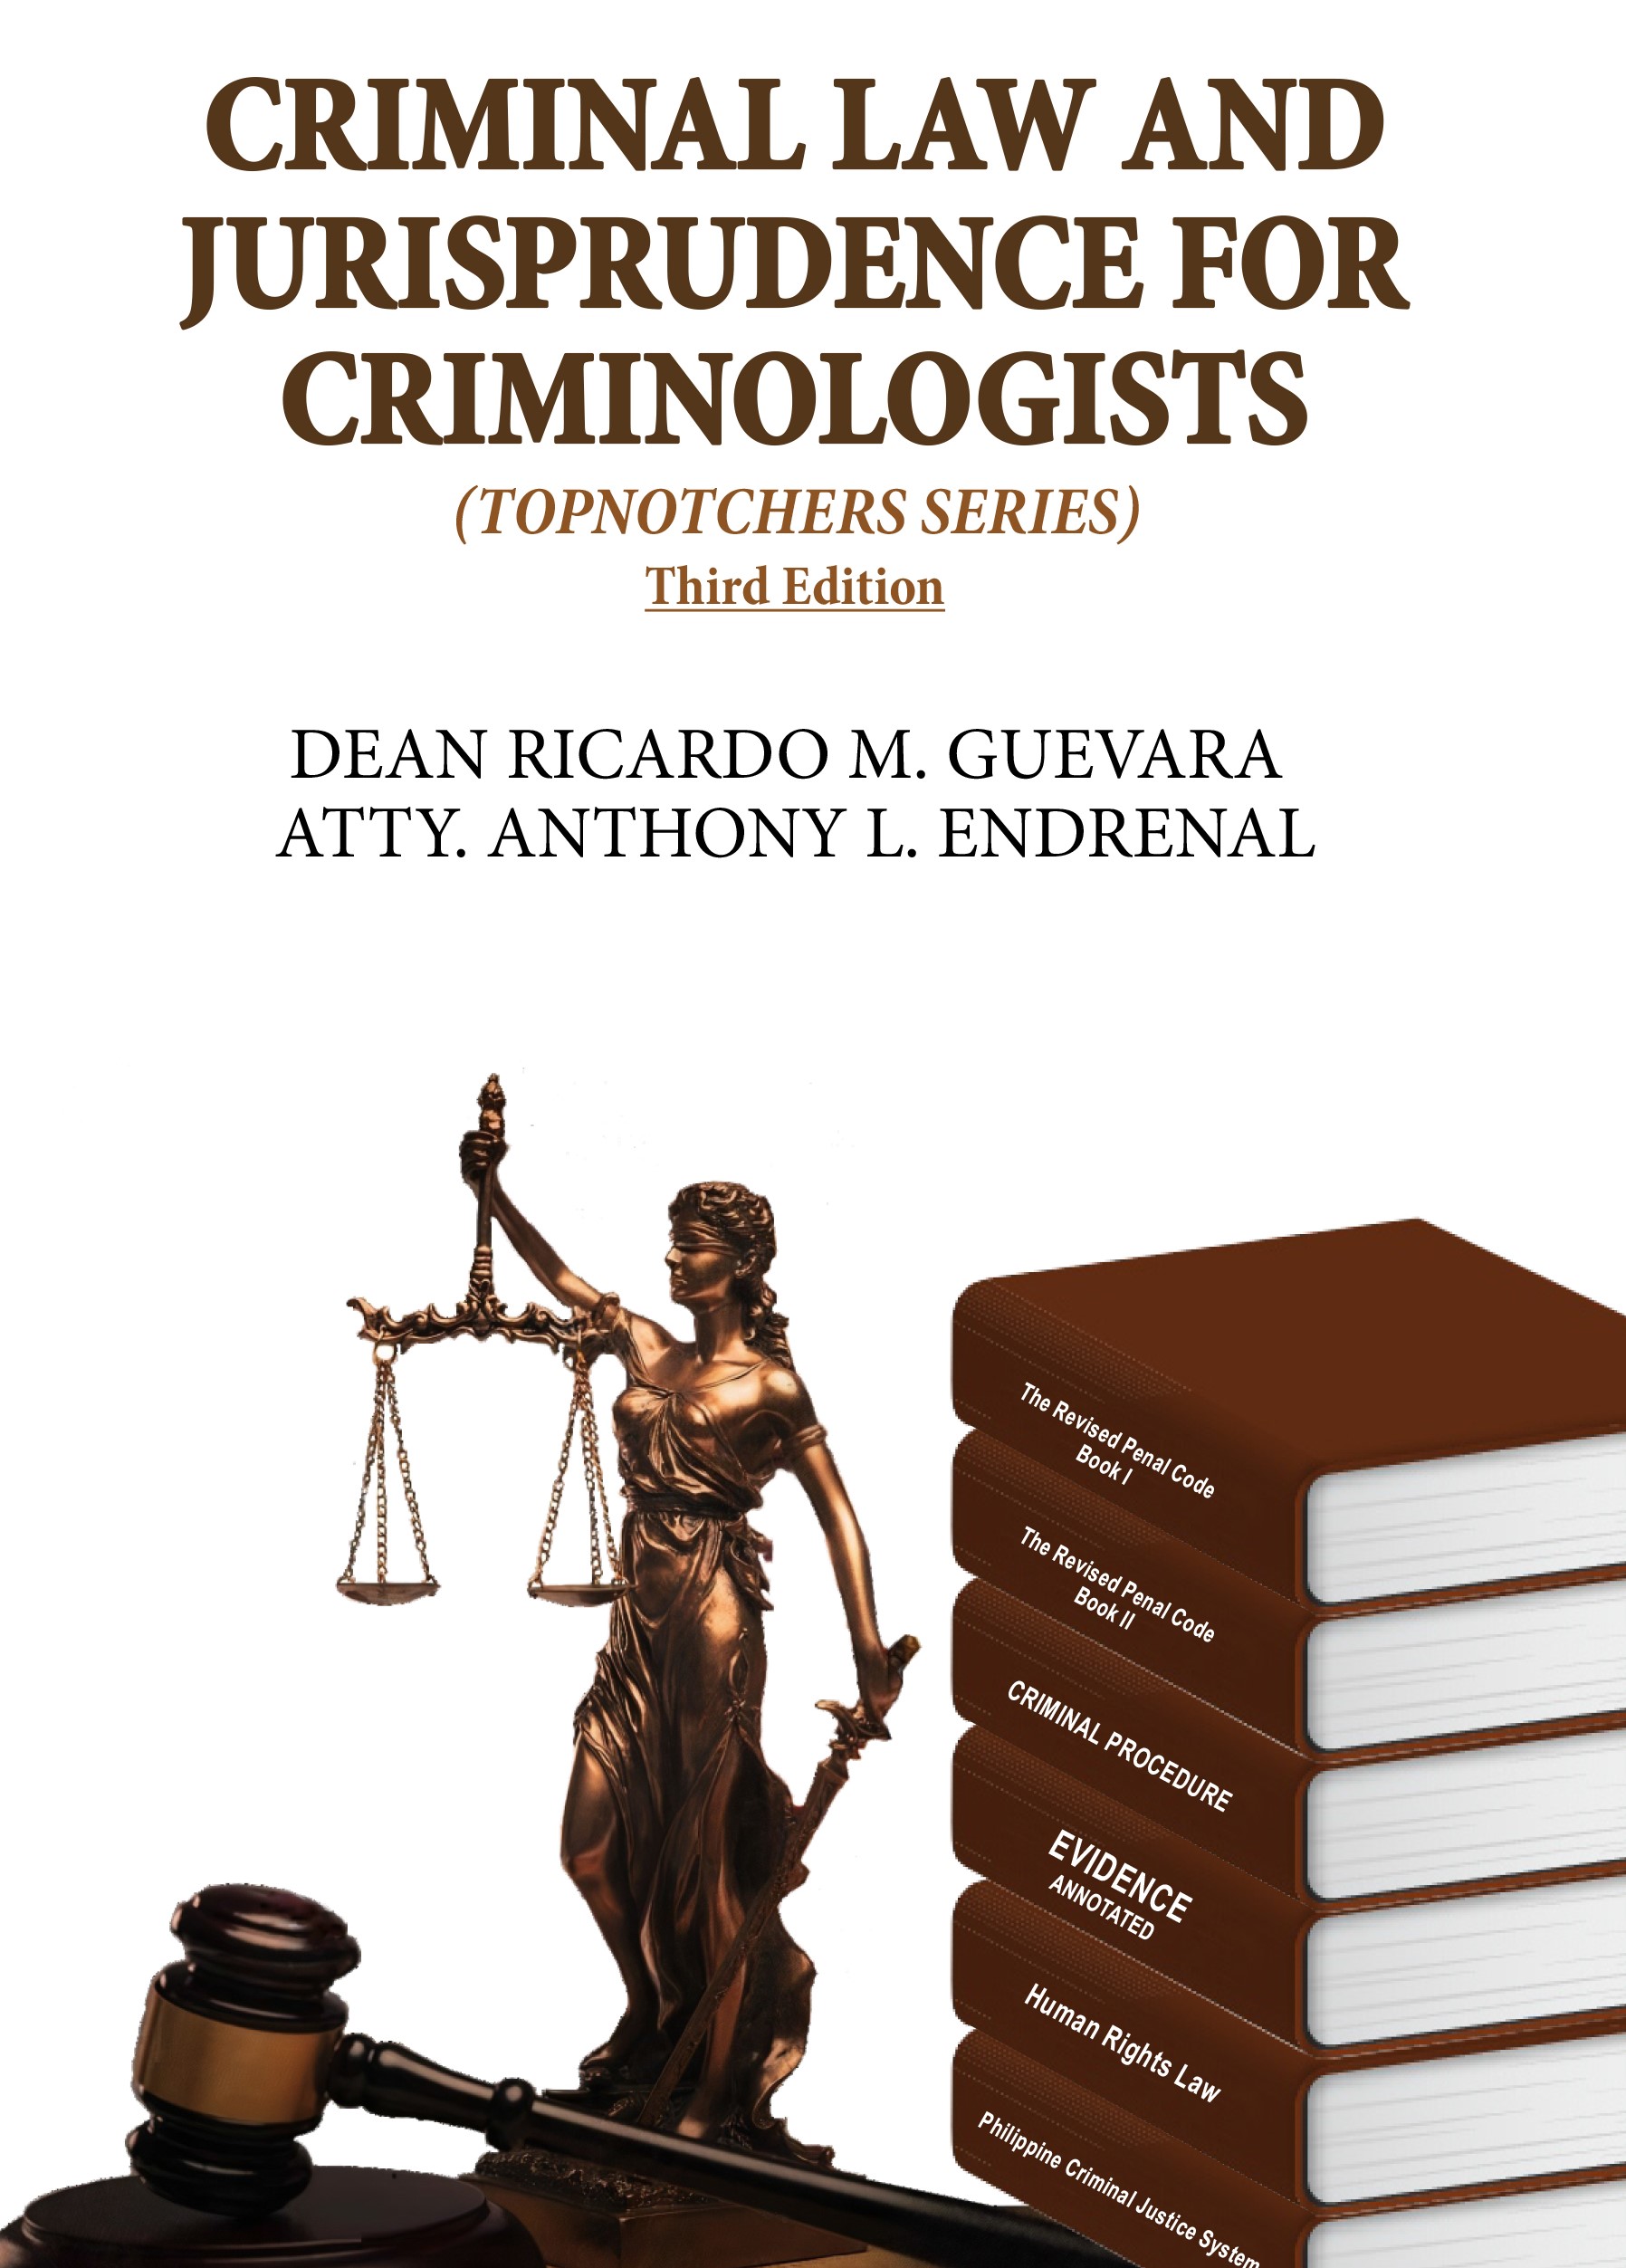 CRIMINAL LAW AND
JURISPRUDENCE FOR
CRIMINOLOGISTS
(TOPNOTCHERS SERIES)
Third Edition
DEAN RICARDO M. GUEVARA
ATTY. ANTHONY L. ENDRENAL
The Revised Penal Code
Book I
The Revised Penal Code
Book II
CRIMINAL PROCEDURE
EVIDENCE
ANNOTATED
Human Rights Law
Philippine Criminal Justice System